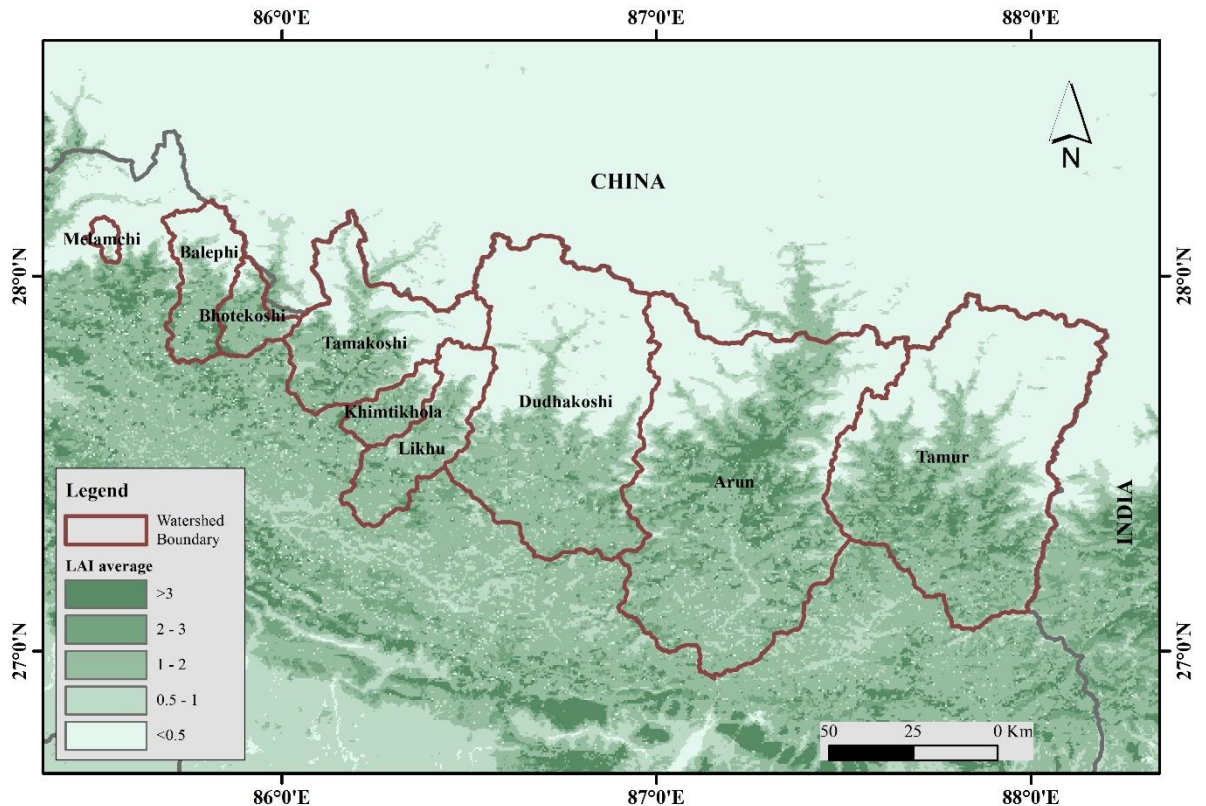 86°0'E 87°0'E 88°0'E
N
CHINA
Melamchi
Balephi
28°0'N 28°0'N
Bhotekoshi
Tamakoshi
Khimtikhola
Dudhakoshi
Likhu
Tamur
Arun
INDIA
Legend
Watershed
Boundary
LAI average
>3
2 - 3
1 - 2
0.5 - 1
<0.5
27°0'N 27°0'N
50 25 0 Km
86°0'E 87°0'E 88°0'E